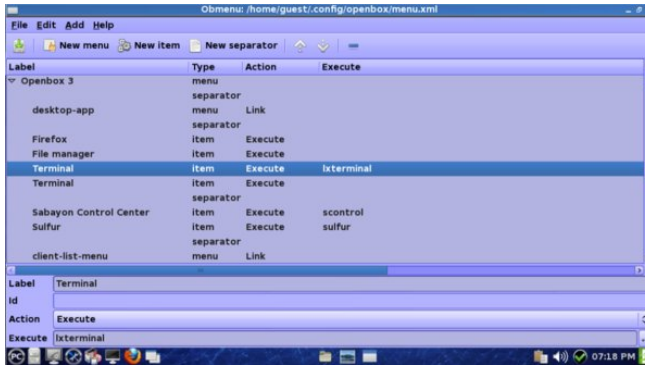 Obmenu: /home/guest/.config/openbox/menu.xml
File Edit Add Help
New menu New item New separator
Label Type Action Execute
Openbox 3 menu
separator
desktop-app menu Link
separator
Firefox item Execute
File manager item Execute
Terminal item Execute lxterminal
Terminal item Execute
separator
Sabayon Control Center item Execute scontrol
Sulfur item Execute sulfur
separator
client-list-menu menu Link
Label Terminal
Id
Action Execute
Execute lxterminal
PC 07:18 PM